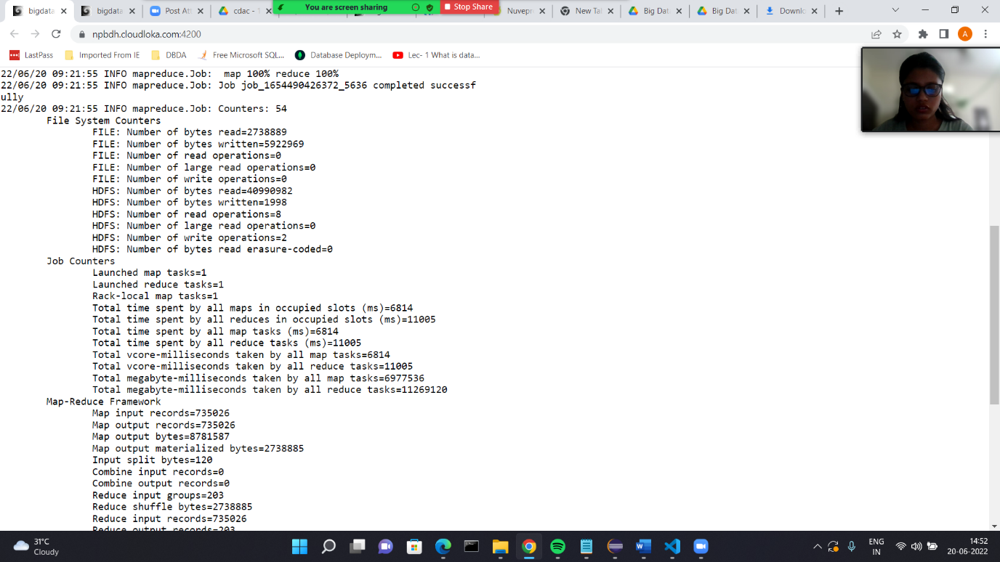 bigdata
bigdata
Post Att
cdac - 1
You are screen sharing
Stop Share
Nuvepr
New Tal
Big Dat
Big Dat
Downlo
npbdh.cloudloka.com:4200
A
LastPass
Imported From IE
DBDA
Free Microsoft SQL...
Database Deploym...
Lec- 1 What is data...
22/06/20 09:21:55 INFO mapreduce.Job:  map 100% reduce 100%
22/06/20 09:21:55 INFO mapreduce.Job: Job job_1654490426372_5636 completed successf
ully
22/06/20 09:21:55 INFO mapreduce.Job: Counters: 54
File System Counters
FILE: Number of bytes read=2738889
FILE: Number of bytes written=5922969
FILE: Number of read operations=0
FILE: Number of large read operations=0
FILE: Number of write operations=0
HDFS: Number of bytes read=40990982
HDFS: Number of bytes written=1998
HDFS: Number of read operations=8
HDFS: Number of large read operations=0
HDFS: Number of write operations=2
HDFS: Number of bytes read erasure-coded=0
Job Counters
Launched map tasks=1
Launched reduce tasks=1
Rack-local map tasks=1
Total time spent by all maps in occupied slots (ms)=6814
Total time spent by all reduces in occupied slots (ms)=11005
Total time spent by all map tasks (ms)=6814
Total time spent by all reduce tasks (ms)=11005
Total vcore-milliseconds taken by all map tasks=6814
Total vcore-milliseconds taken by all reduce tasks=11005
Total megabyte-milliseconds taken by all map tasks=6977536
Total megabyte-milliseconds taken by all reduce tasks=11269120
Map-Reduce Framework
Map input records=735026
Map output records=735026
Map output bytes=8781587
Map output materialized bytes=2738885
Input split bytes=120
Combine input records=0
Combine output records=0
Reduce input groups=203
Reduce shuffle bytes=2738885
Reduce input records=735026
Reduce output records=203
31°C
Cloudy
ENG
IN
14:52
20-06-2022